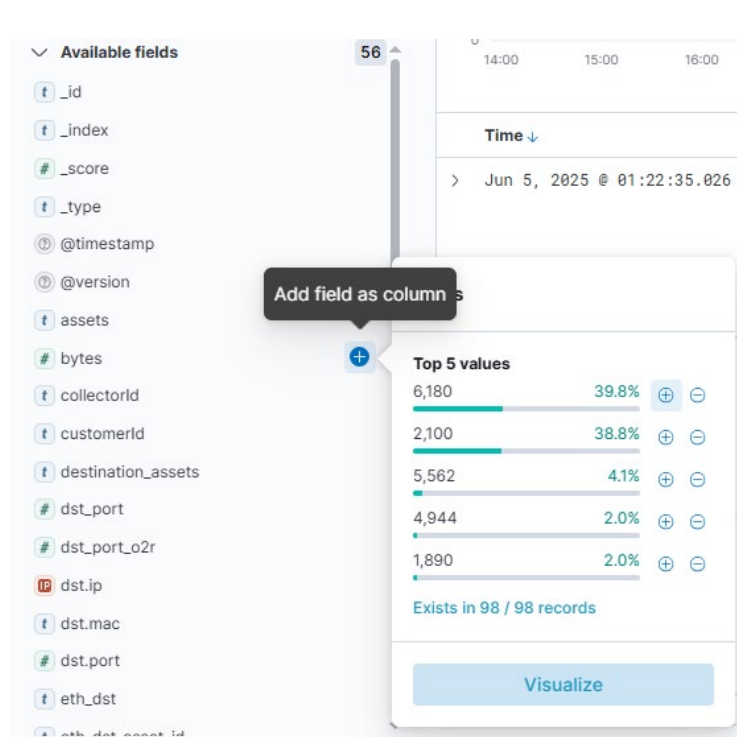 Available fields
56
_id
_index
_score
_type
@timestamp
@version
assets
bytes
collectorId
customerId
destination_assets
dst_port
dst_port_o2r
dst.ip
dst.mac
dst.port
eth_dst
0
14:00
15:00
16:00
Time
Jun 5, 2025 @ 01:22:35.026
Add field as column
s
Top 5 values
6,180 39.8%
2,100 38.8%
5,562 4.1%
4,944 2.0%
1,890 2.0%
Exists in 98 / 98 records
Visualize